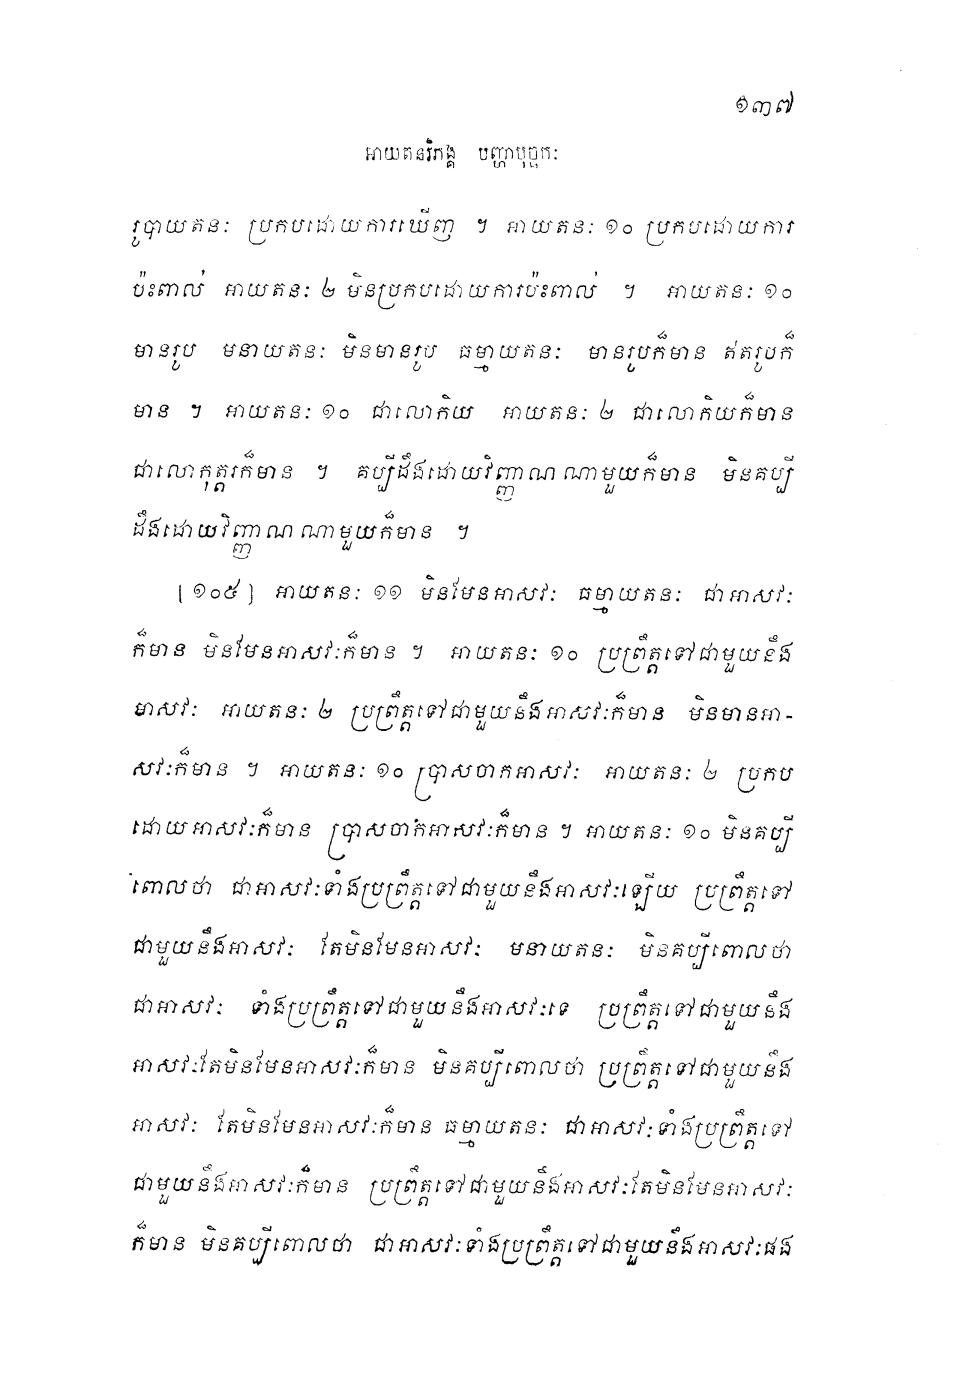 ១៣៧
អាយតនវិភង្គ បញ្ហាបុច្ឆកៈ
រូបាយតនៈ ប្រកបដោយការឃើញ ។ អាយតនៈ ១០ ប្រកបដោយការ
ប៉ះពាល់ អាយតនៈ ២ មិនប្រកបដោយការប៉ះពាល់ ។ អាយតនៈ ១០
មានរូប មនាយតនៈ មិនមានរូប ធម្មាយតនៈ មានរូបក៏មាន ឥតរូបក៏
មាន ។ អាយតនៈ ១០ ជាលោកិយ អាយតនៈ ២ ជាលោកិយក៏មាន
ជាលោកុត្តរក៏មាន ។ គប្បីដឹងដោយវិញ្ញាណណាមួយក៏មាន មិនគប្បី
ដឹងដោយវិញ្ញាណណាមួយក៏មាន ។
[១០៥] អាយតនៈ ១១ មិនមែនអាសវៈ ធម្មាយតនៈ ជាអាសវៈ
ក៏មាន មិនមែនអាសវៈក៏មាន ។ អាយតនៈ ១០ ប្រព្រឹត្តទៅជាមួយនឹង
អាសវៈ អាយតនៈ ២ ប្រព្រឹត្តទៅជាមួយនឹងអាសវៈក៏មាន មិនមានអា-
សវៈក៏មាន ។ អាយតនៈ ១០ ប្រាសចាកអាសវៈ អាយតនៈ ២ ប្រកប
ដោយអាសវៈក៏មាន ប្រាសចាកអាសវៈក៏មាន ។ អាយតនៈ ១០ មិនគប្បី
ពោលថា ជាអាសវៈទាំងប្រព្រឹត្តទៅជាមួយនឹងអាសវៈឡើយ ប្រព្រឹត្តទៅ
ជាមួយនឹងអាសវៈ តែមិនមែនអាសវៈ មនាយតនៈ មិនគប្បីពោលថា
ជាអាសវៈ ទាំងប្រព្រឹត្តទៅជាមួយនឹងអាសវៈទេ ប្រព្រឹត្តទៅជាមួយនឹង
អាសវៈតែមិនមែនអាសវៈក៏មាន មិនគប្បីពោលថា ប្រព្រឹត្តទៅជាមួយនឹង
អាសវៈ តែមិនមែនអាសវៈក៏មាន ធម្មាយតនៈ ជាអាសវៈទាំងប្រព្រឹត្តទៅ
ជាមួយនឹងអាសវៈក៏មាន ប្រព្រឹត្តទៅជាមួយនឹងអាសវៈតែមិនមែនអាសវៈ
ក៏មាន មិនគប្បីពោលថា ជាអាសវៈទាំងប្រព្រឹត្តទៅជាមួយនឹងអាសវៈផង